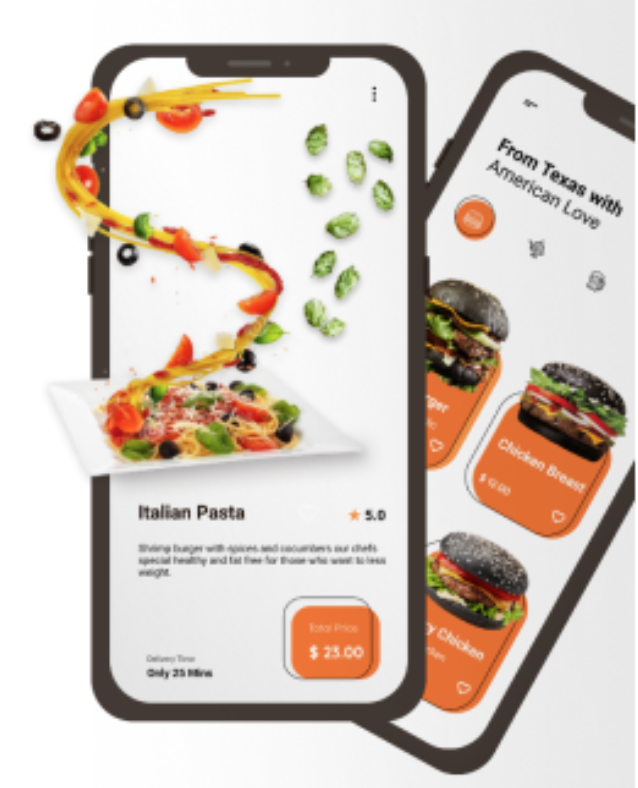 From Texas with
American Love
Chicken Breast
Italian Pasta
5.0
Shrimp burger with spices and cucumbers our chefs
special healthy and fat free for those who want to less
weight.
Total Price
$ 23.00
Delivery Time
Only 25 Mins